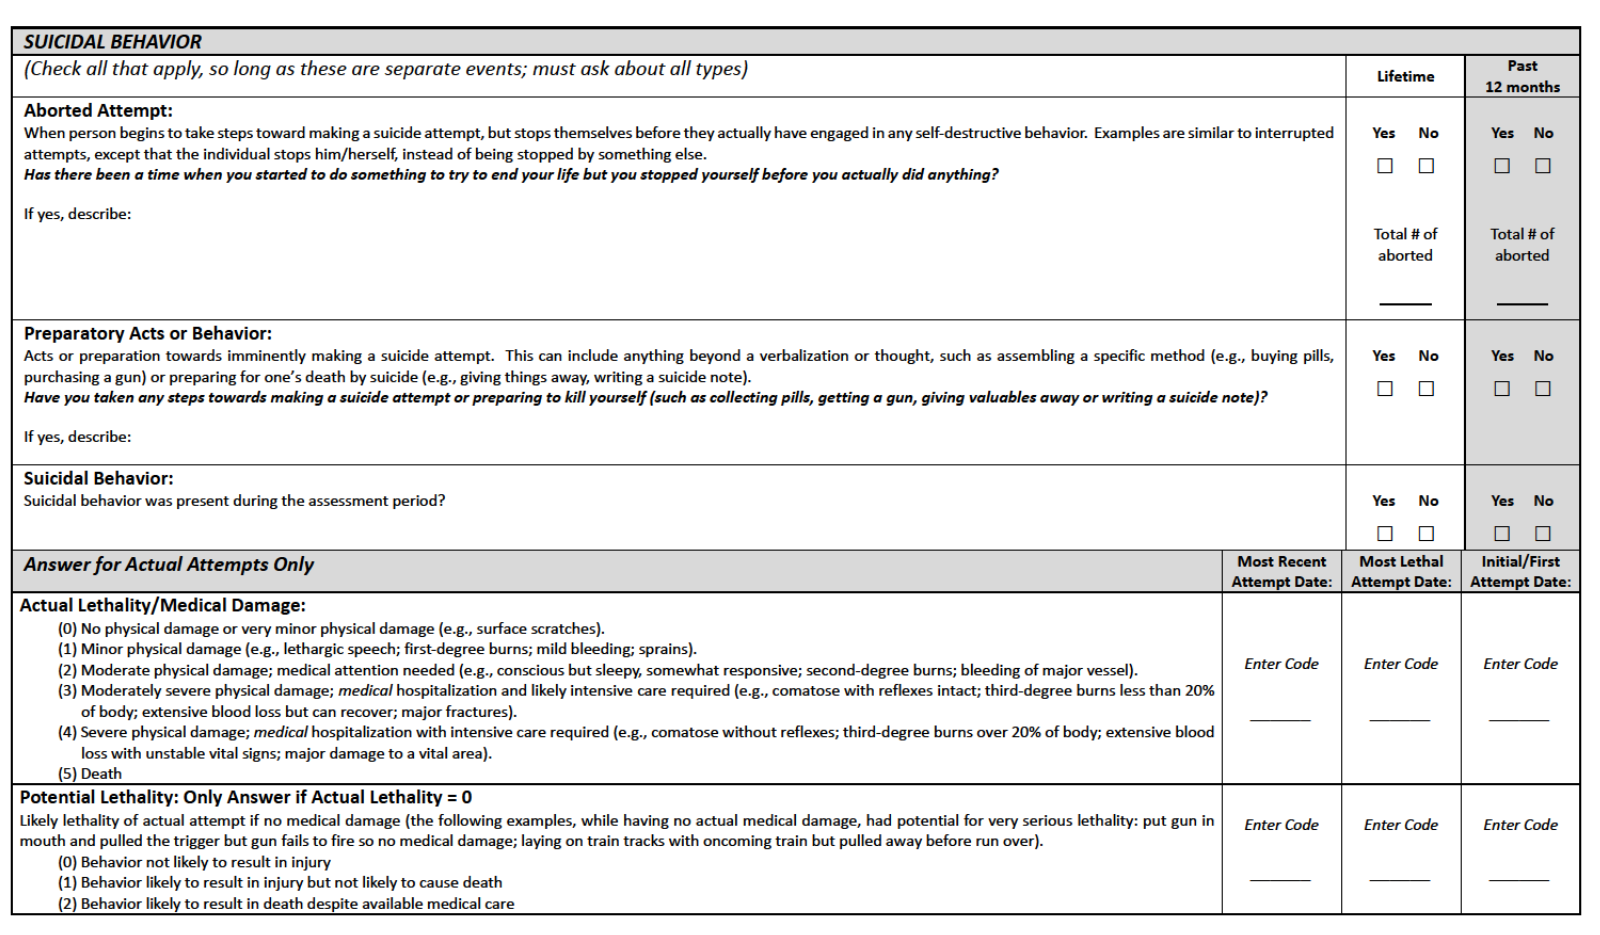 SUICIDAL BEHAVIOR
(Check all that apply, so long as these are separate events; must ask about all types)
Lifetime
Past
12 months
Aborted Attempt:
When person begins to take steps toward making a suicide attempt, but stops themselves before they actually have engaged in any self-destructive behavior. Examples are similar to interrupted
attempts, except that the individual stops him/herself, instead of being stopped by something else.
Has there been a time when you started to do something to try to end your life but you stopped yourself before you actually did anything?
If yes, describe:
Yes No
Yes No
Total # of
aborted
Total # of
aborted
Preparatory Acts or Behavior:
Acts or preparation towards imminently making a suicide attempt. This can include anything beyond a verbalization or thought, such as assembling a specific method (e.g., buying pills,
purchasing a gun) or preparing for one's death by suicide (e.g., giving things away, writing a suicide note).
Have you taken any steps towards making a suicide attempt or preparing to kill yourself (such as collecting pills, getting a gun, giving valuables away or writing a suicide note)?
If yes, describe:
Yes No
Yes No
Suicidal Behavior:
Suicidal behavior was present during the assessment period?
Yes No
Yes No
Answer for Actual Attempts Only
Most Recent
Attempt Date:
Most Lethal
Attempt Date:
Initial/First
Attempt Date:
Actual Lethality/Medical Damage:
(0) No physical damage or very minor physical damage (e.g., surface scratches).
(1) Minor physical damage (e.g., lethargic speech; first-degree burns; mild bleeding; sprains).
(2) Moderate physical damage; medical attention needed (e.g., conscious but sleepy, somewhat responsive; second-degree burns; bleeding of major vessel).
(3) Moderately severe physical damage; medical hospitalization and likely intensive care required (e.g., comatose with reflexes intact; third-degree burns less than 20%
of body; extensive blood loss but can recover; major fractures).
(4) Severe physical damage; medical hospitalization with intensive care required (e.g., comatose without reflexes; third-degree burns over 20% of body; extensive blood
loss with unstable vital signs; major damage to a vital area).
(5) Death
Enter Code
Enter Code
Enter Code
Potential Lethality: Only Answer if Actual Lethality = 0
Likely lethality of actual attempt if no medical damage (the following examples, while having no actual medical damage, had potential for very serious lethality: put gun in
mouth and pulled the trigger but gun fails to fire so no medical damage; laying on train tracks with oncoming train but pulled away before run over).
(0) Behavior not likely to result in injury
(1) Behavior likely to result in injury but not likely to cause death
(2) Behavior likely to result in death despite available medical care
Enter Code
Enter Code
Enter Code